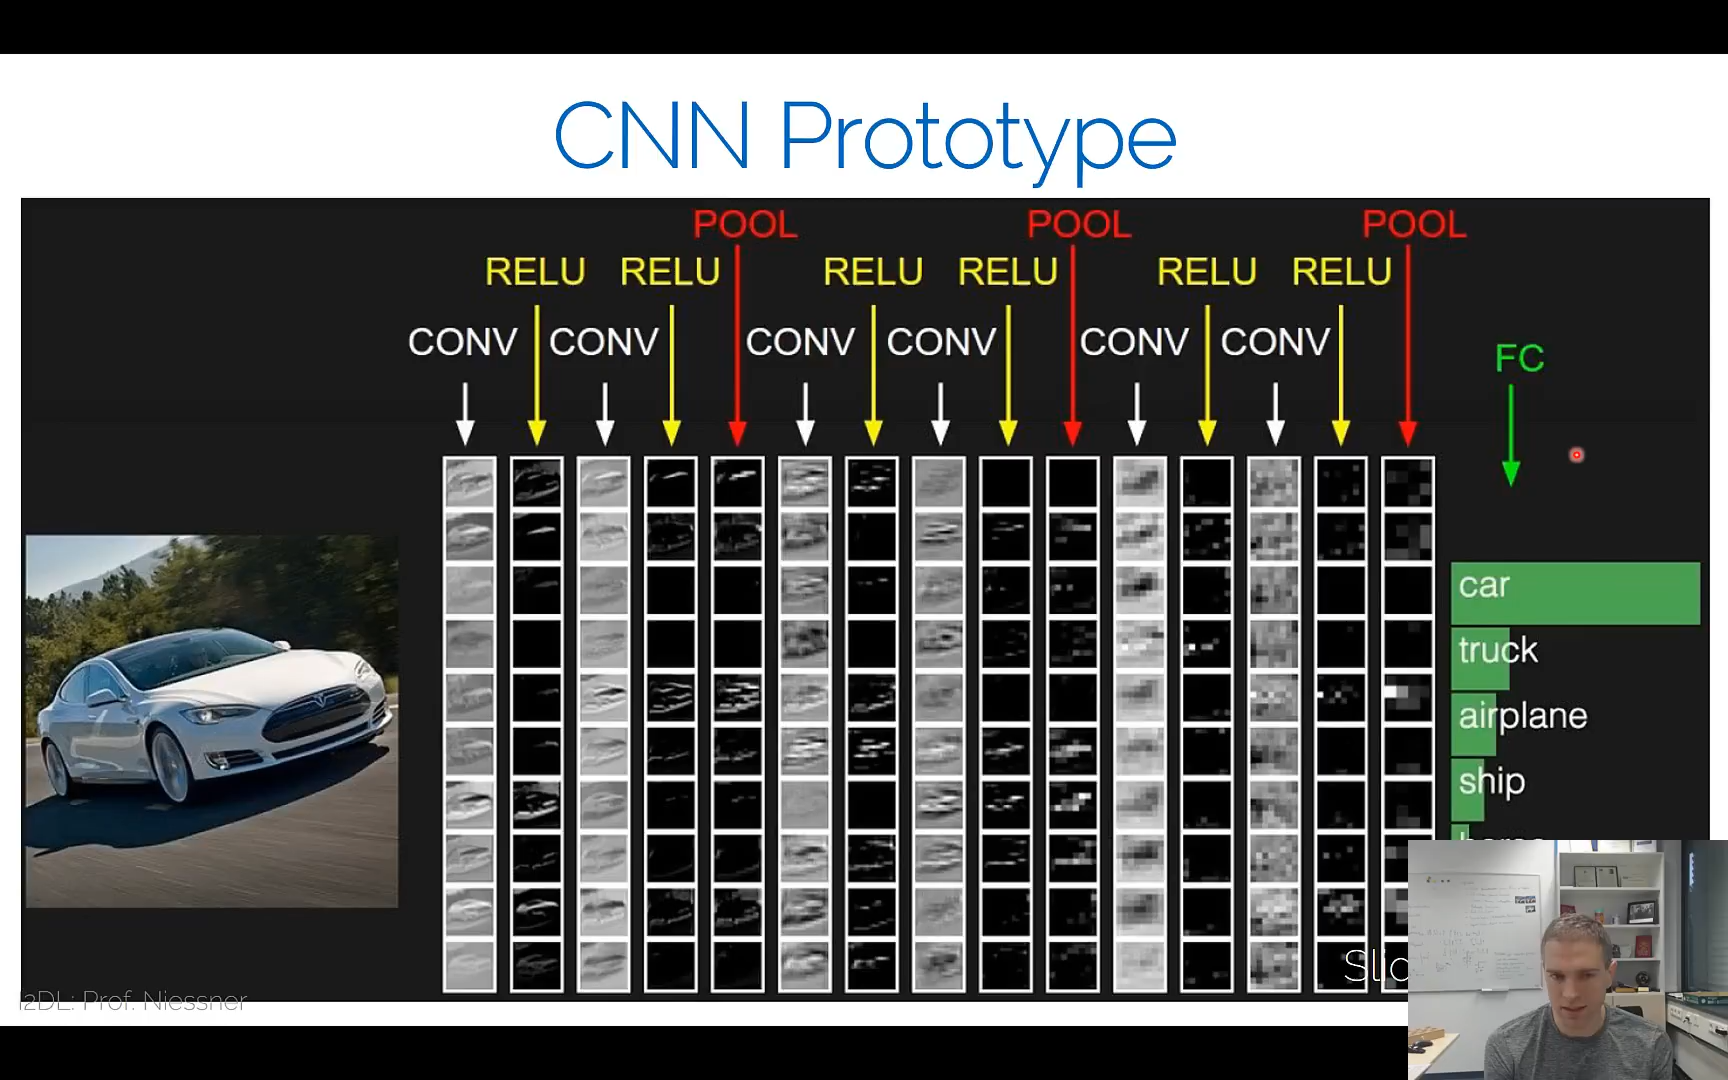 CNN Prototype
POOL POOL POOL
RELU RELU RELU RELU RELU RELU
CONV CONV CONV CONV CONV CONV
FC
car
truck
airplane
ship
I2DL: Prof. Niessner